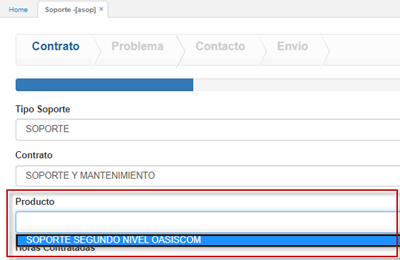 Home Soporte -[asop] ×
Contrato Problema Contacto Envio
Tipo Soporte
SOPORTE
Contrato
SOPORTE Y MANTENIMIENTO
Producto
SOPORTE SEGUNDO NIVEL OASISCOM
Horas Contratadas